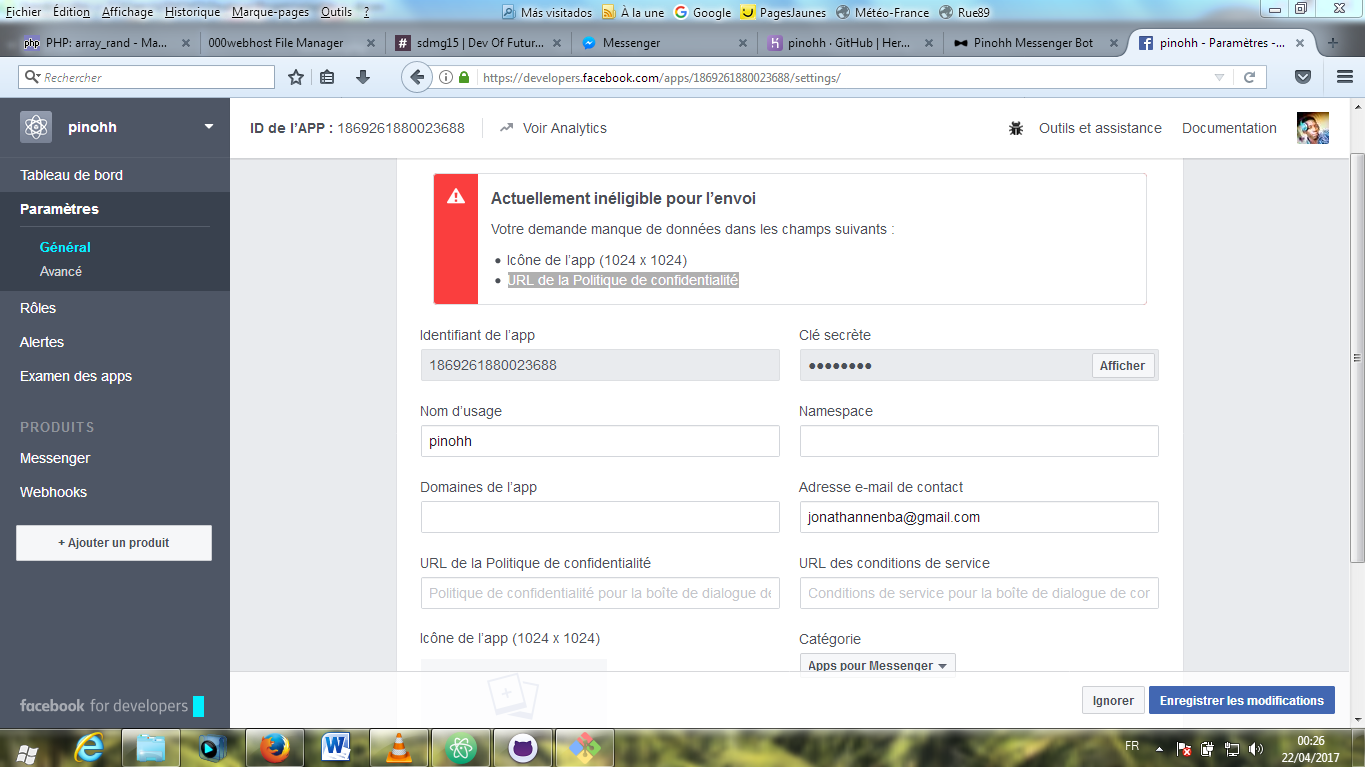 Fichier Édition Affichage Historique Marque-pages Outils ? Más visitados À la une Google PagesJaunes Météo-France Rue89
php PHP: array_rand - Ma... 000webhost File Manager # sdmg15 | Dev Of Futur... Messenger pinohh · GitHub | Her... Pinohh Messenger Bot pinohh - Paramètres -...
Rechercher https://developers.facebook.com/apps/1869261880023688/settings/
pinohh
ID de l'APP : 1869261880023688 Voir Analytics Outils et assistance Documentation
Tableau de bord
Paramètres
Général
Avancé
Rôles
Alertes
Examen des apps
PRODUITS
Messenger
Webhooks
+ Ajouter un produit
facebook for developers
Actuellement inéligible pour l'envoi
Votre demande manque de données dans les champs suivants :
• Icône de l'app (1024 x 1024)
• URL de la Politique de confidentialité
Identifiant de l'app Clé secrète
1869261880023688 ●●●●●●●● Afficher
Nom d'usage Namespace
pinohh
Domaines de l'app Adresse e-mail de contact
jonathannenba@gmail.com
URL de la Politique de confidentialité URL des conditions de service
Politique de confidentialité pour la boîte de dialogue de Conditions de service pour la boîte de dialogue de cor
Icône de l'app (1024 x 1024) Catégorie
Apps pour Messenger
Ignorer Enregistrer les modifications
FR 00:26
22/04/2017